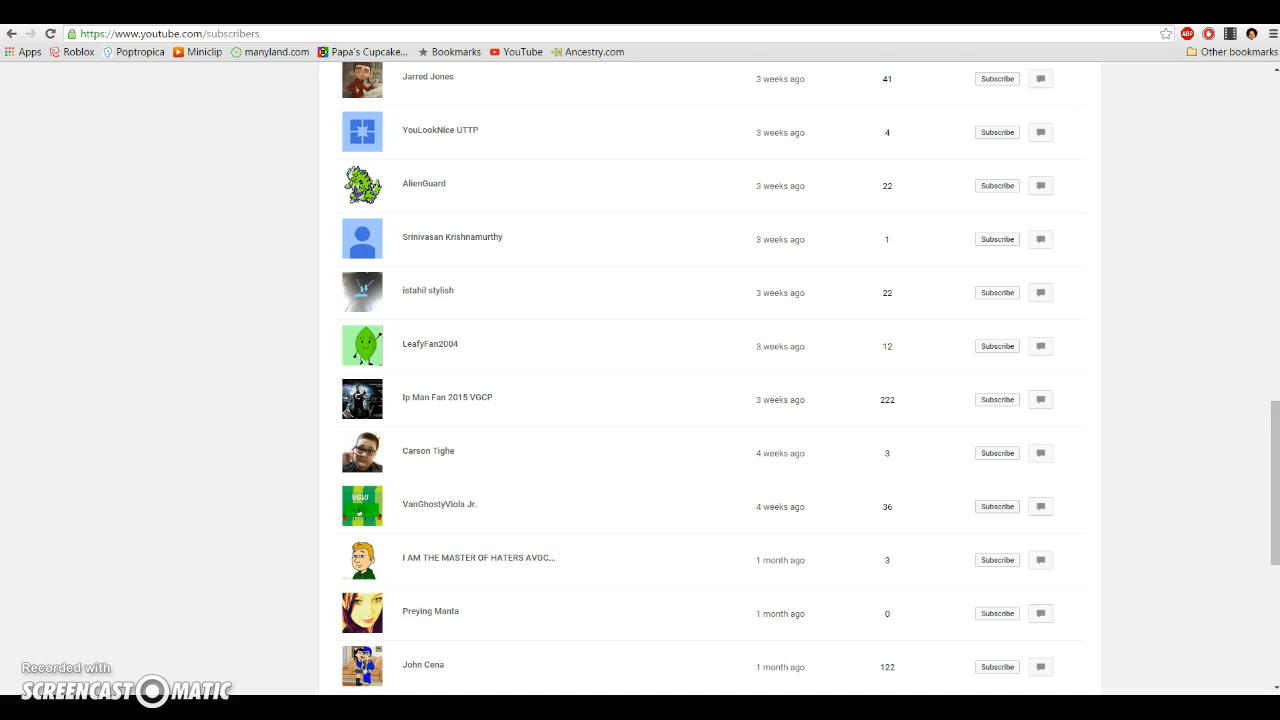 https://www.youtube.com/subscribers
Apps Roblox Poptropica Miniclip manyland.com Papa's Cupcake... Bookmarks YouTube Ancestry.com Other bookmarks
Jarred Jones 3 weeks ago 41 Subscribe
YouLookNice UTTP 3 weeks ago 4 Subscribe
AlienGuard 3 weeks ago 22 Subscribe
Srinivasan Krishnamurthy 3 weeks ago 1 Subscribe
istahil stylish 3 weeks ago 22 Subscribe
LeafyFan2004 3 weeks ago 12 Subscribe
Ip Man Fan 2015 VGCP 3 weeks ago 222 Subscribe
Carson Tighe 4 weeks ago 3 Subscribe
VGVJ
VanGhostyViola Jr. 4 weeks ago 36 Subscribe
I AM THE MASTER OF HATERS AVGC... 1 month ago 3 Subscribe
Preying Manta 1 month ago 0 Subscribe
John Cena 1 month ago 122 Subscribe
Recorded with
SCREENCAST-O-MATIC